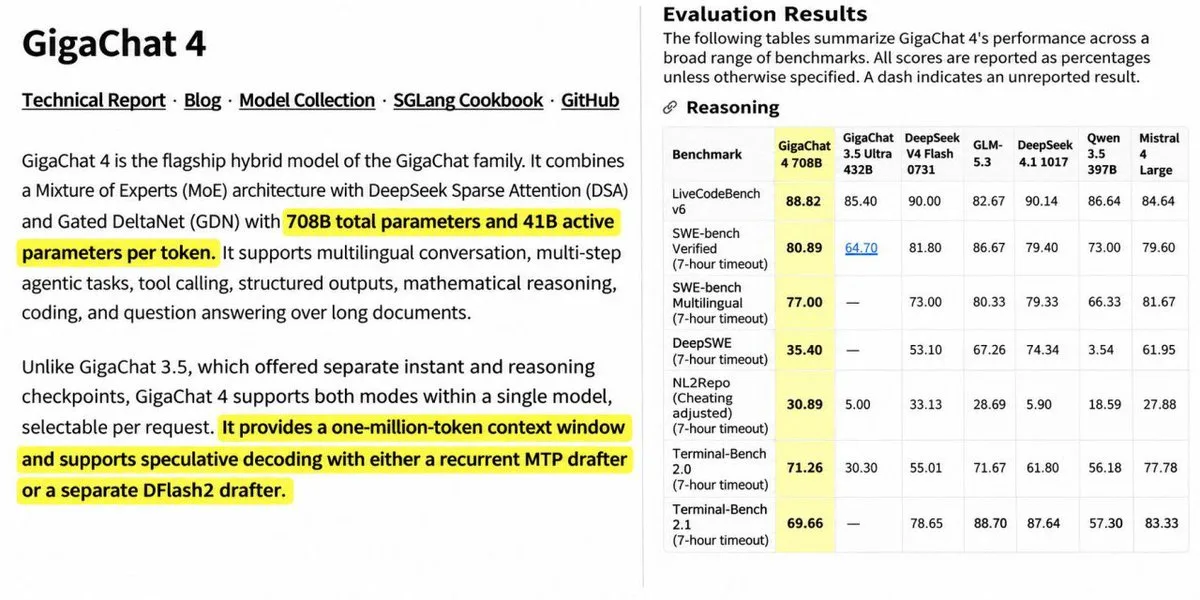 GigaChat 4
Technical Report · Blog · Model Collection · SGLang Cookbook · GitHub
GigaChat 4 is the flagship hybrid model of the GigaChat family. It combines
a Mixture of Experts (MoE) architecture with DeepSeek Sparse Attention (DSA)
and Gated DeltaNet (GDN) with 708B total parameters and 41B active
parameters per token. It supports multilingual conversation, multi-step
agentic tasks, tool calling, structured outputs, mathematical reasoning,
coding, and question answering over long documents.
Unlike GigaChat 3.5, which offered separate instant and reasoning
checkpoints, GigaChat 4 supports both modes within a single model,
selectable per request. It provides a one-million-token context window
and supports speculative decoding with either a recurrent MTP drafter
or a separate DFlash2 drafter.
Evaluation Results
The following tables summarize GigaChat 4's performance across a
broad range of benchmarks. All scores are reported as percentages
unless otherwise specified. A dash indicates an unreported result.
Reasoning
Benchmark GigaChat 4 708B GigaChat 3.5 Ultra 432B DeepSeek V4 Flash 0731 GLM-5.3 DeepSeek 4.1 1017 Qwen 3.5 397B Mistral 4 Large
LiveCodeBench v6 88.82 85.40 90.00 82.67 90.14 86.64 84.64
SWE-bench Verified (7-hour timeout) 80.89 64.70 81.80 86.67 79.40 73.00 79.60
SWE-bench Multilingual (7-hour timeout) 77.00 — 73.00 80.33 79.33 66.33 81.67
DeepSWE (7-hour timeout) 35.40 — 53.10 67.26 74.34 3.54 61.95
NL2Repo (Cheating adjusted) (7-hour timeout) 30.89 5.00 33.13 28.69 5.90 18.59 27.88
Terminal-Bench 2.0 (7-hour timeout) 71.26 30.30 55.01 71.67 61.80 56.18 77.78
Terminal-Bench 2.1 (7-hour timeout) 69.66 — 78.65 88.70 87.64 57.30 83.33